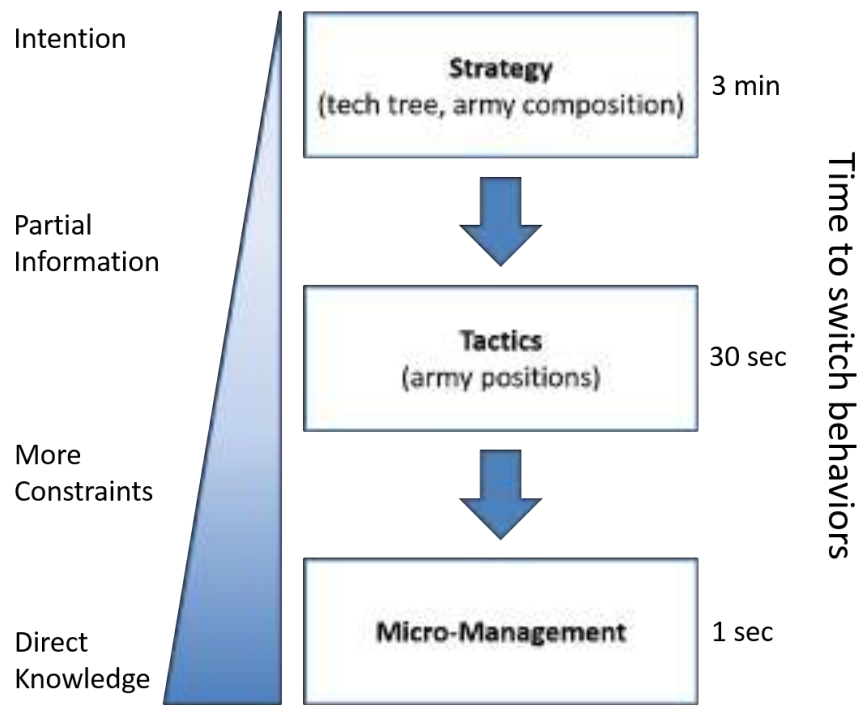 Intention
Strategy
(tech tree, army composition)
3 min
Partial
Information
Tactics
(army positions)
30 sec
More
Constraints
Micro-Management
1 sec
Direct
Knowledge
Time to switch behaviors